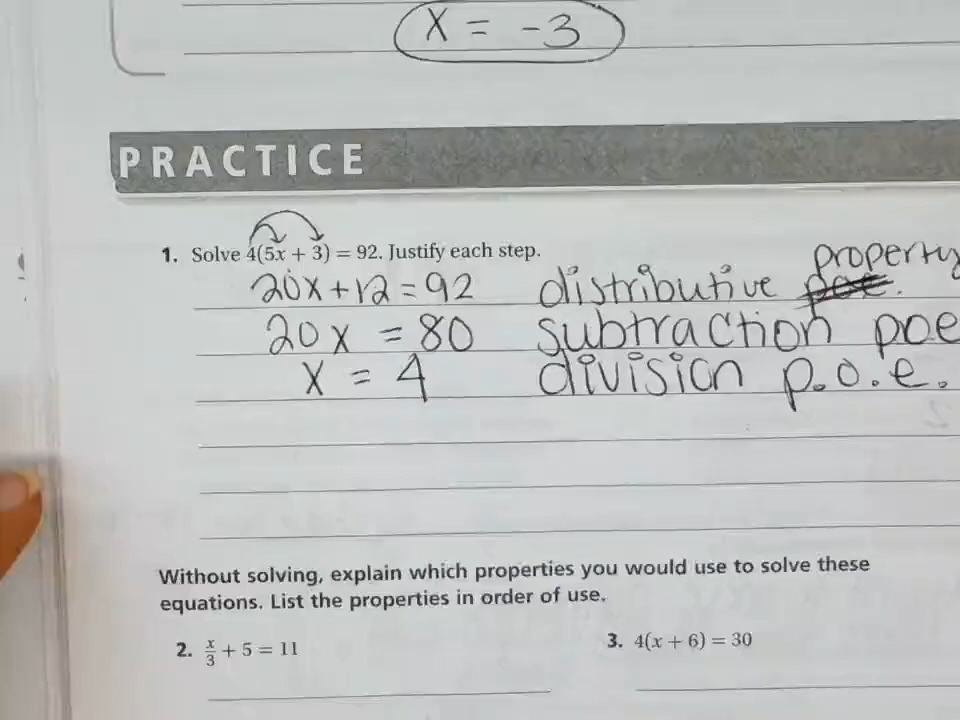 x = -3
PRACTICE
1. Solve 4(5x + 3) = 92. Justify each step.
property
20x + 12 = 92 distributive poe.
20x = 80 subtraction poe
x = 4 division p.o.e.
Without solving, explain which properties you would use to solve these
equations. List the properties in order of use.
2. x/3 + 5 = 11 3. 4(x + 6) = 30